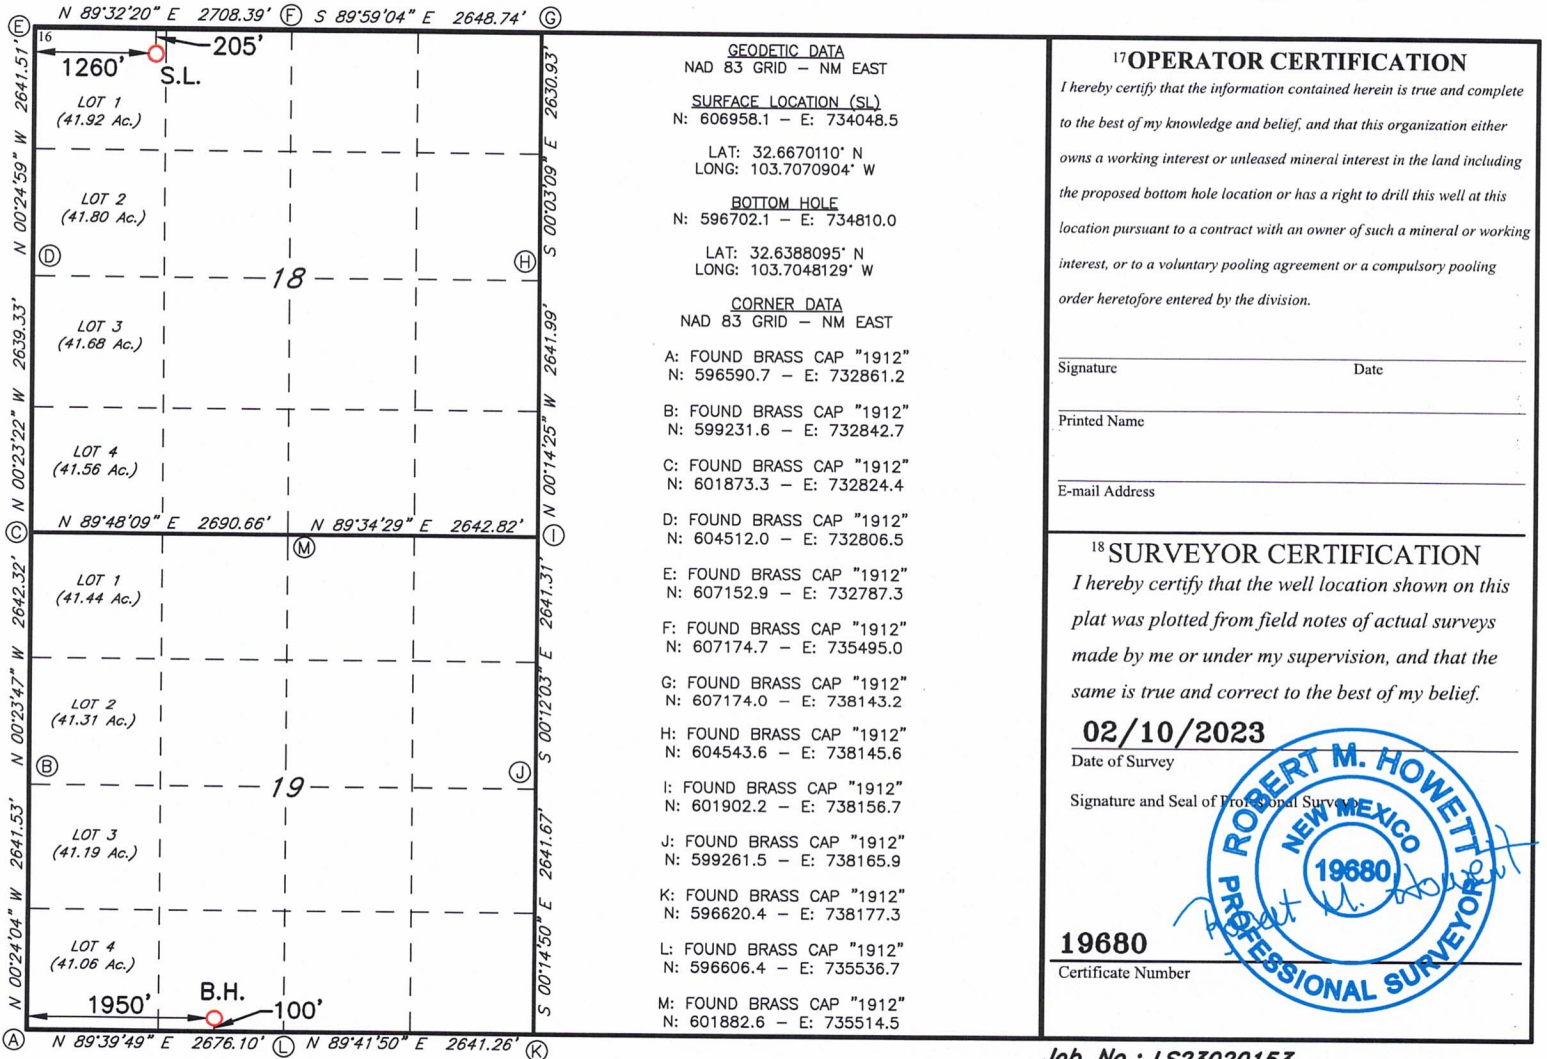 N 89°32'20" E 2708.39' F S 89°59'04" E 2648.74' G
E
16
205'
1260'
S.L.
LOT 1
(41.92 Ac.)
LOT 2
(41.80 Ac.)
D
H
18
LOT 3
(41.68 Ac.)
LOT 4
(41.56 Ac.)
N 89°48'09" E 2690.66' N 89°34'29" E 2642.82'
C
M
I
LOT 1
(41.44 Ac.)
LOT 2
(41.31 Ac.)
B
J
19
LOT 3
(41.19 Ac.)
LOT 4
(41.06 Ac.)
B.H.
1950'
100'
A N 89°39'49" E 2676.10' L N 89°41'50" E 2641.26' K
N 00°24'59" W 2641.51'
N 00°23'22" W 2639.33'
N 00°23'47" W 2642.32'
N 00°24'04" W 2641.53'
S 00°03'09" E 2630.93'
N 00°14'25" W 2641.99'
S 00°12'03" E 2641.31'
S 00°14'50" E 2641.67'
GEODETIC DATA
NAD 83 GRID – NM EAST
SURFACE LOCATION (SL)
N: 606958.1 – E: 734048.5
LAT: 32.6670110° N
LONG: 103.7070904° W
BOTTOM HOLE
N: 596702.1 – E: 734810.0
LAT: 32.6388095° N
LONG: 103.7048129° W
CORNER DATA
NAD 83 GRID – NM EAST
A: FOUND BRASS CAP "1912"
N: 596590.7 – E: 732861.2
B: FOUND BRASS CAP "1912"
N: 599231.6 – E: 732842.7
C: FOUND BRASS CAP "1912"
N: 601873.3 – E: 732824.4
D: FOUND BRASS CAP "1912"
N: 604512.0 – E: 732806.5
E: FOUND BRASS CAP "1912"
N: 607152.9 – E: 732787.3
F: FOUND BRASS CAP "1912"
N: 607174.7 – E: 735495.0
G: FOUND BRASS CAP "1912"
N: 607174.0 – E: 738143.2
H: FOUND BRASS CAP "1912"
N: 604543.6 – E: 738145.6
I: FOUND BRASS CAP "1912"
N: 601902.2 – E: 738156.7
J: FOUND BRASS CAP "1912"
N: 599261.5 – E: 738165.9
K: FOUND BRASS CAP "1912"
N: 596620.4 – E: 738177.3
L: FOUND BRASS CAP "1912"
N: 596606.4 – E: 735536.7
M: FOUND BRASS CAP "1912"
N: 601882.6 – E: 735514.5
17 OPERATOR CERTIFICATION
I hereby certify that the information contained herein is true and complete
to the best of my knowledge and belief, and that this organization either
owns a working interest or unleased mineral interest in the land including
the proposed bottom hole location or has a right to drill this well at this
location pursuant to a contract with an owner of such a mineral or working
interest, or to a voluntary pooling agreement or a compulsory pooling
order heretofore entered by the division.
Signature Date
Printed Name
E-mail Address
18 SURVEYOR CERTIFICATION
I hereby certify that the well location shown on this
plat was plotted from field notes of actual surveys
made by me or under my supervision, and that the
same is true and correct to the best of my belief.
02/10/2023
Date of Survey
Signature and Seal of Professional Surveyor
ROBERT M. HOWETT
NEW MEXICO
19680
PROFESSIONAL SURVEYOR
Robert M. Howett
19680
Certificate Number
Job No.: LS23020153